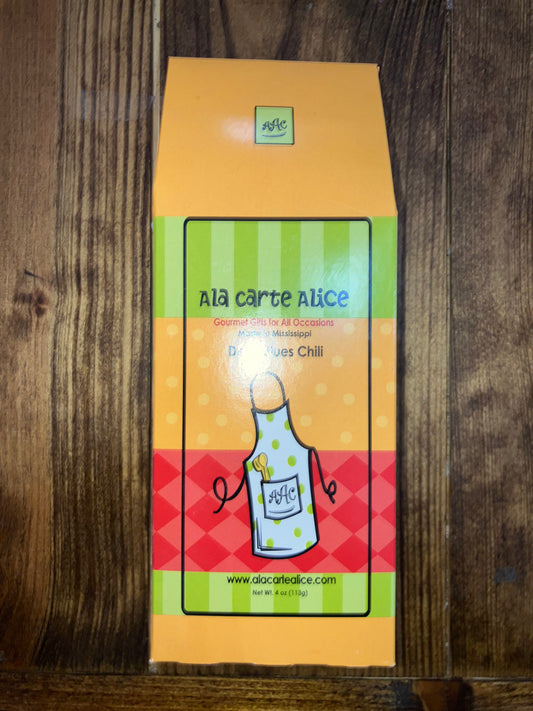 AAC
Ala Carte Alice
Gourmet Gifts for All Occasions
Made in Mississippi
Chili
AAC
www.alacartealice.com
Net Wt. 4 oz (113g)